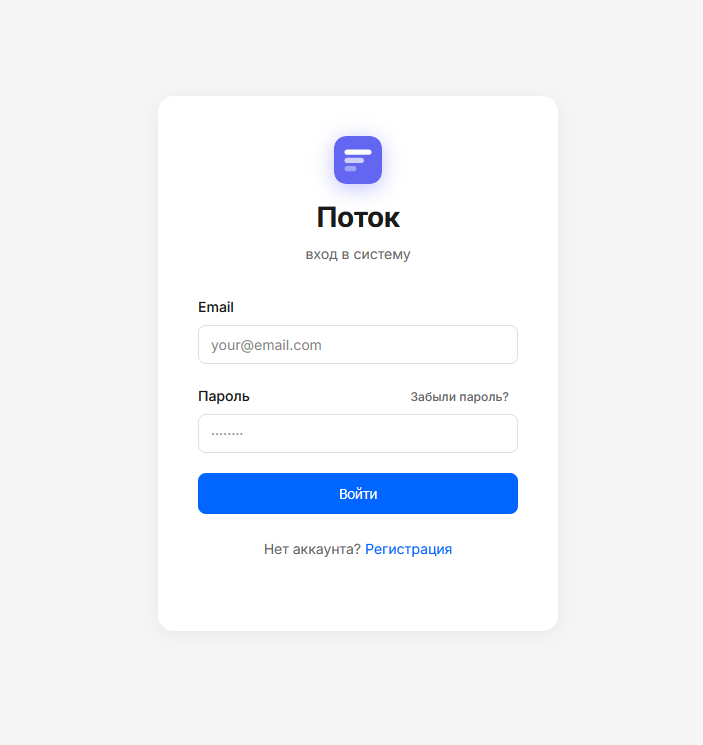 Поток
вход в систему
Email
your@email.com
Пароль Забыли пароль?
········
Войти
Нет аккаунта? Регистрация